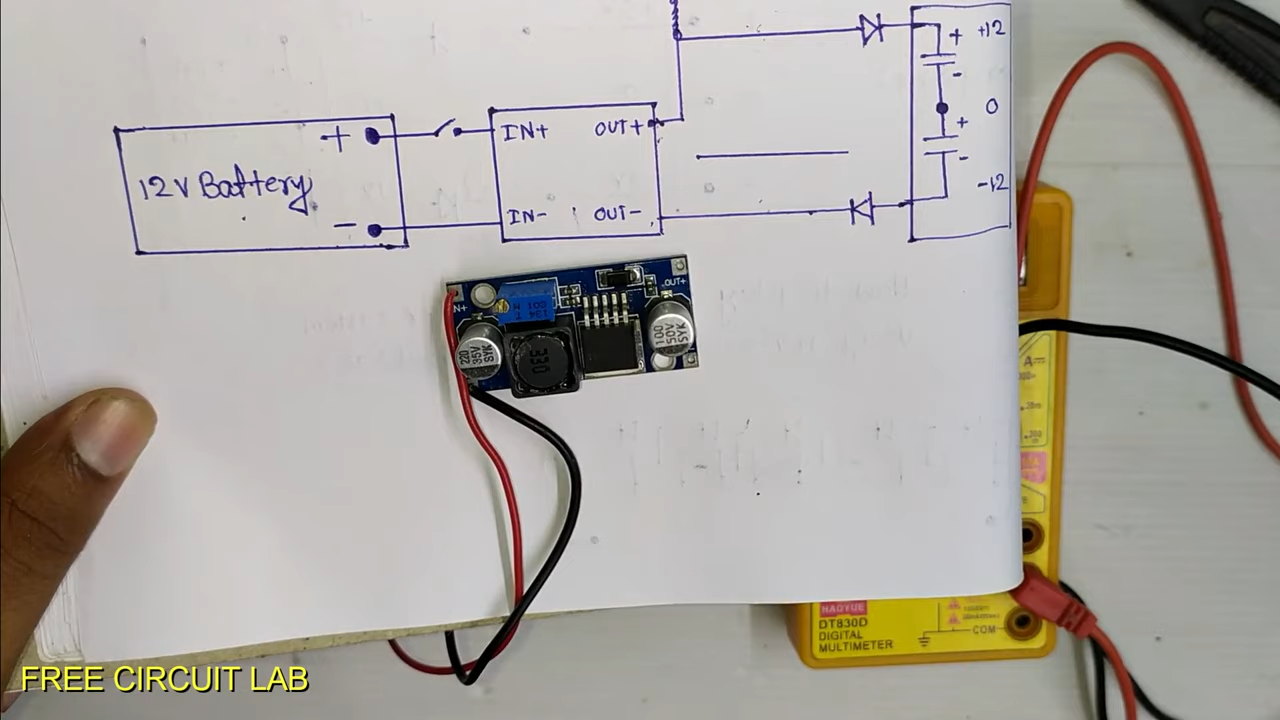 +12
+
-
0
+
-
-12
+
12V Battery
-
IN+ OUT+
IN- OUT-
OUT+
N+
100
50V
SYK
220
35V
SYK
330
A
HAOYUE
DT830D
DIGITAL
MULTIMETER
COM
FREE CIRCUIT LAB